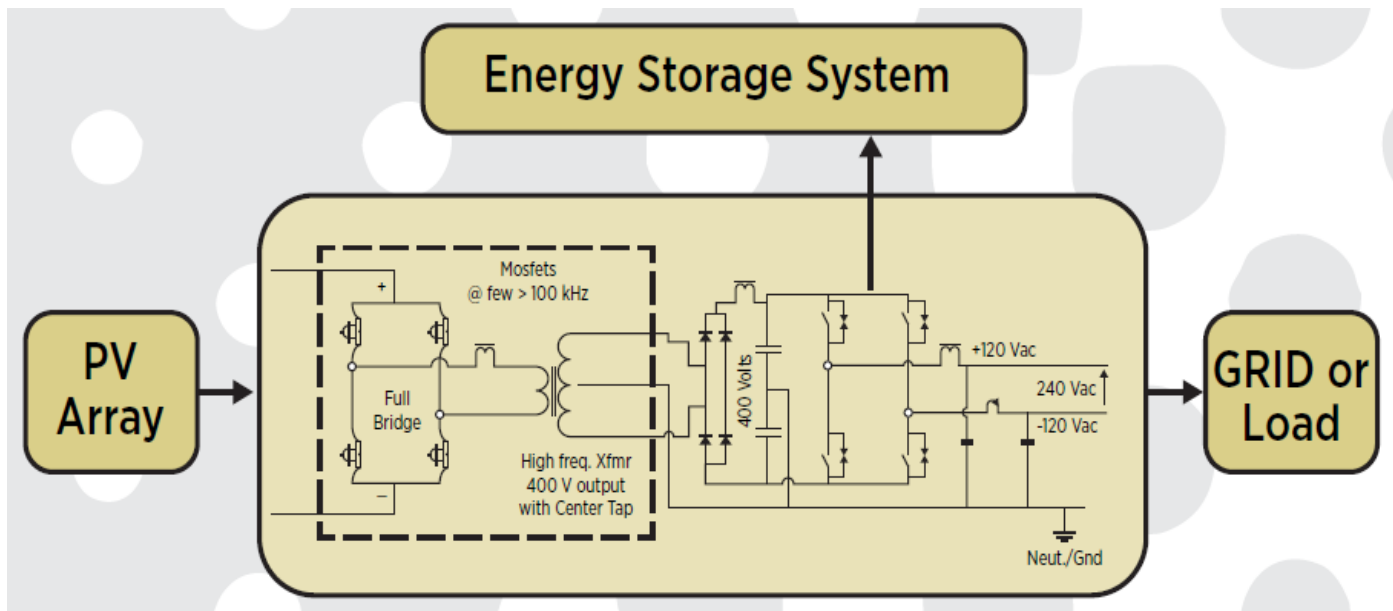 Energy Storage System
PV
Array
Mosfets
@ few > 100 kHz
+
Full
Bridge
–
High freq. Xfmr
400 V output
with Center Tap
400 Volts
+120 Vac
240 Vac
-120 Vac
Neut./Gnd
GRID or
Load